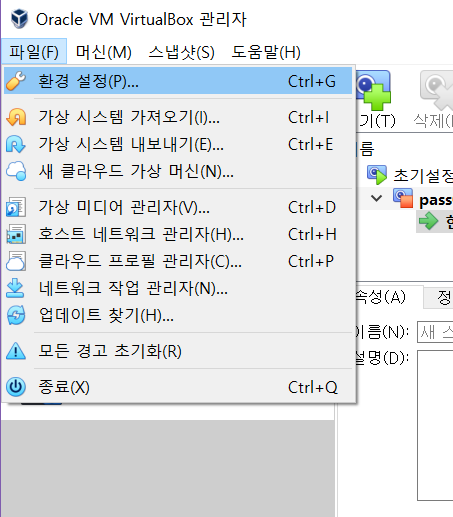 Oracle VM VirtualBox 관리자
파일(F) 머신(M) 스냅샷(S) 도움말(H)
환경 설정(P)... Ctrl+G
가상 시스템 가져오기(I)... Ctrl+I
가상 시스템 내보내기(E)... Ctrl+E
새 클라우드 가상 머신(N)...
가상 미디어 관리자(V)... Ctrl+D
호스트 네트워크 관리자(H)... Ctrl+H
클라우드 프로필 관리자(C)... Ctrl+P
네트워크 작업 관리자(N)...
업데이트 찾기(H)...
모든 경고 초기화(R)
종료(X) Ctrl+Q
기(T) 삭제(
름
초기설정
pass
현
속성(A) 정
이름(N): 새 스
설명(D):